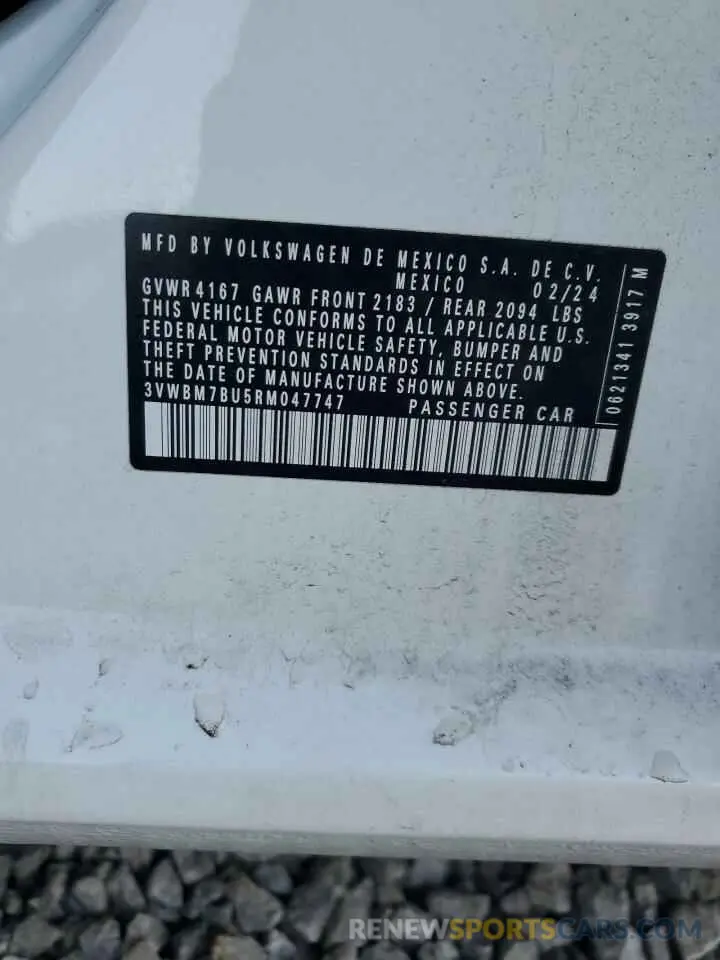 MFD BY VOLKSWAGEN DE MEXICO S.A. DE C.V.
MEXICO 02/24
GVWR 4167 GAWR FRONT 2183 / REAR 2094 LBS
THIS VEHICLE CONFORMS TO ALL APPLICABLE U.S.
FEDERAL MOTOR VEHICLE SAFETY, BUMPER AND
THEFT PREVENTION STANDARDS IN EFFECT ON
THE DATE OF MANUFACTURE SHOWN ABOVE.
3VWBM7BU5RM047747 PASSENGER CAR
0621341 3917 M
RENEWSPORTSCARS.COM